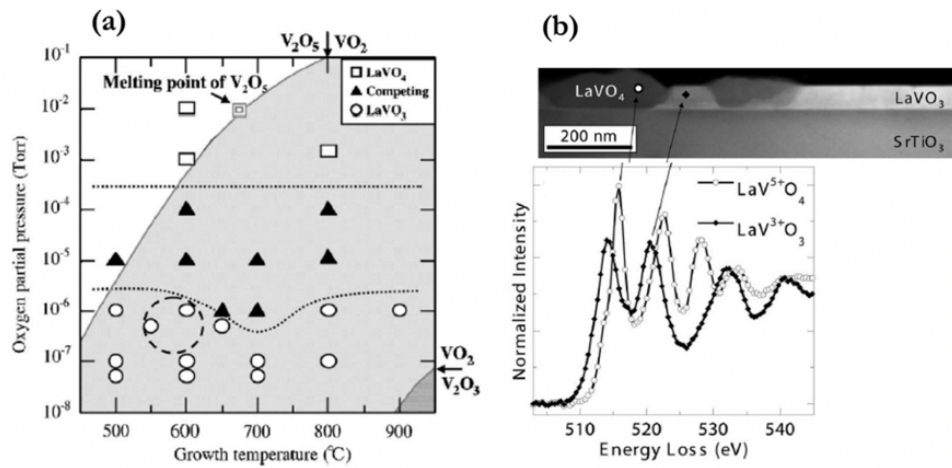 (a)
V₂O₅ VO₂
Melting point of V₂O₅
LaVO₄
Competing
LaVO₃
10⁻¹
10⁻²
10⁻³
10⁻⁴
10⁻⁵
10⁻⁶
10⁻⁷
10⁻⁸
Oxygen partial pressure (Torr)
VO₂
V₂O₃
500 600 700 800 900
Growth temperature (℃)
(b)
LaVO₄
LaVO₃
200 nm
SrTiO₃
LaV⁵⁺O₄
LaV³⁺O₃
Normalized Intensity
510 520 530 540
Energy Loss (eV)